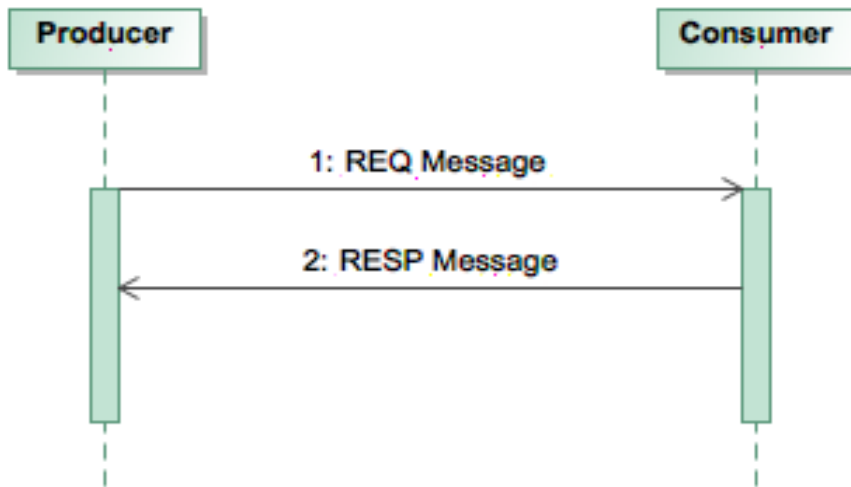 Producer
Consumer
1: REQ Message
2: RESP Message